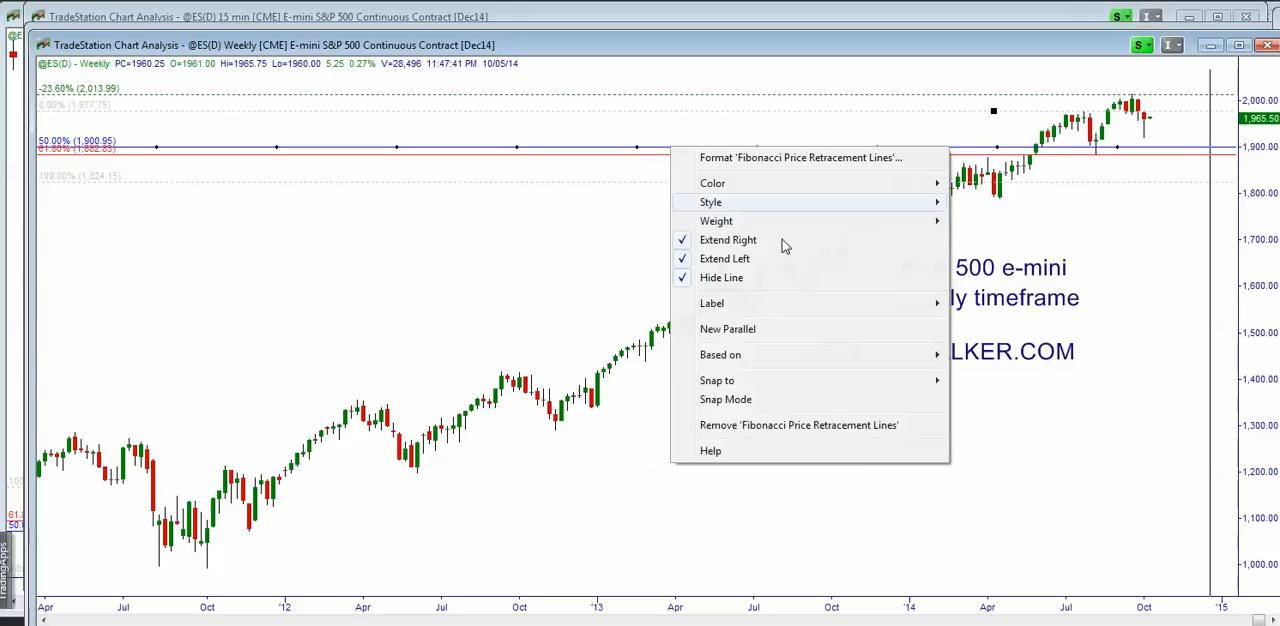 TradeStation Chart Analysis - @ES(D) 15 min [CME] E-mini S&P 500 Continuous Contract [Dec14]
S I
TradeStation Chart Analysis - @ES(D) Weekly [CME] E-mini S&P 500 Continuous Contract [Dec14]
S I
@ES(D) - Weekly PC=1960.25 O=1961.00 Hi=1965.75 Lo=1960.00 5.25 0.27% V=28,496 11:47:41 PM 10/05/14
-23.60% (2,013.99)
0.00% (1,977.75)
50.00% (1,900.95)
61.80% (1,882.83)
100.00% (1,824.15)
2,000.00
1,965.50
1,900.00
1,800.00
1,700.00
1,600.00
1,500.00
1,400.00
1,300.00
1,200.00
1,100.00
1,000.00
Format 'Fibonacci Price Retracement Lines'...
Color
Style
Weight
Extend Right
Extend Left
Hide Line
Label
New Parallel
Based on
Snap to
Snap Mode
Remove 'Fibonacci Price Retracement Lines'
Help
500 e-mini
ly timeframe
LKER.COM
TradingApps
Apr Jul Oct '12 Apr Jul Oct '13 Apr Jul Oct '14 Apr Jul Oct '15